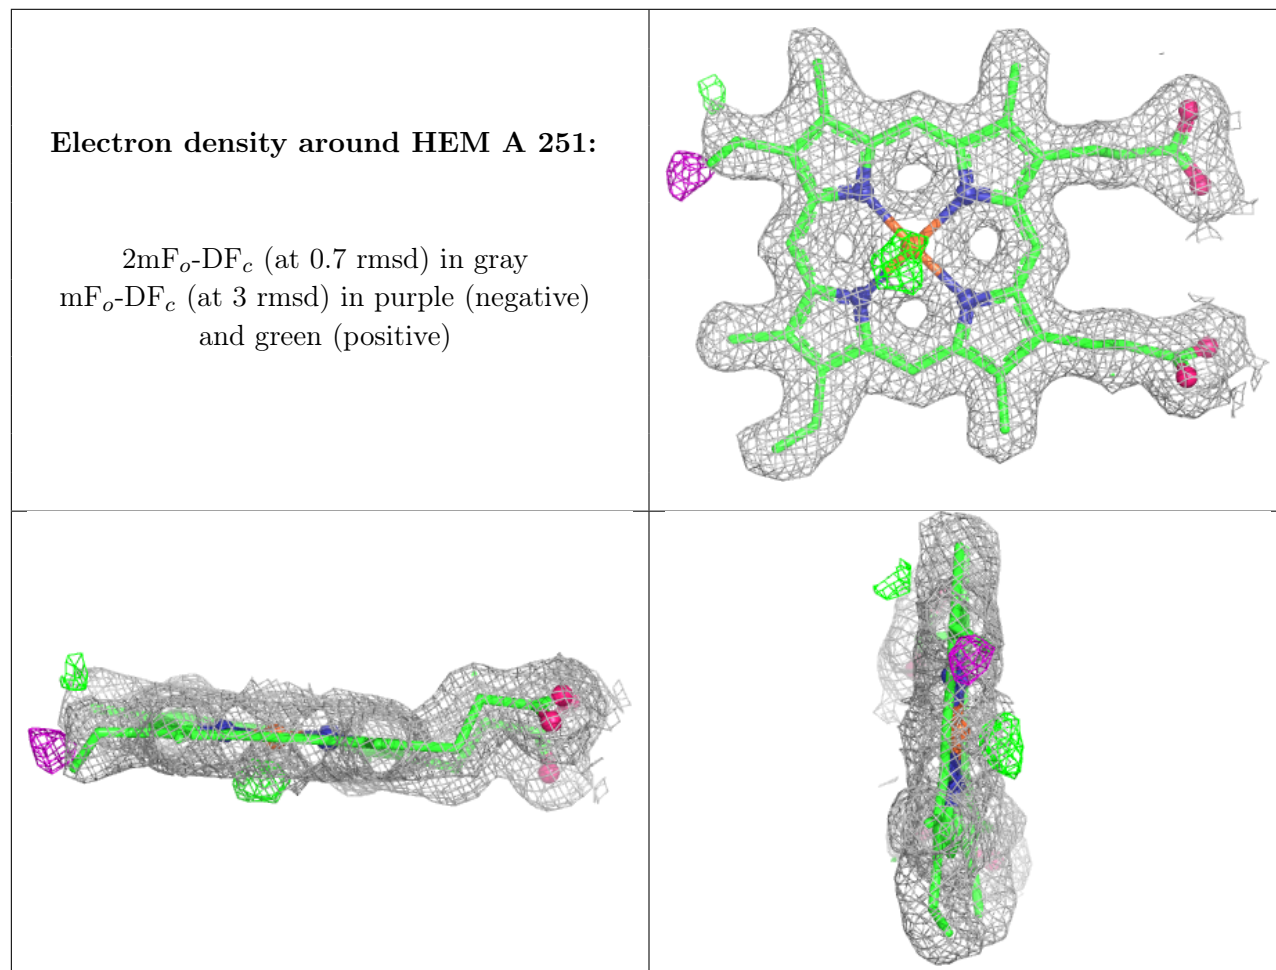 Electron density around HEM A 251:
2mFo-DFc (at 0.7 rmsd) in gray
mFo-DFc (at 3 rmsd) in purple (negative)
and green (positive)